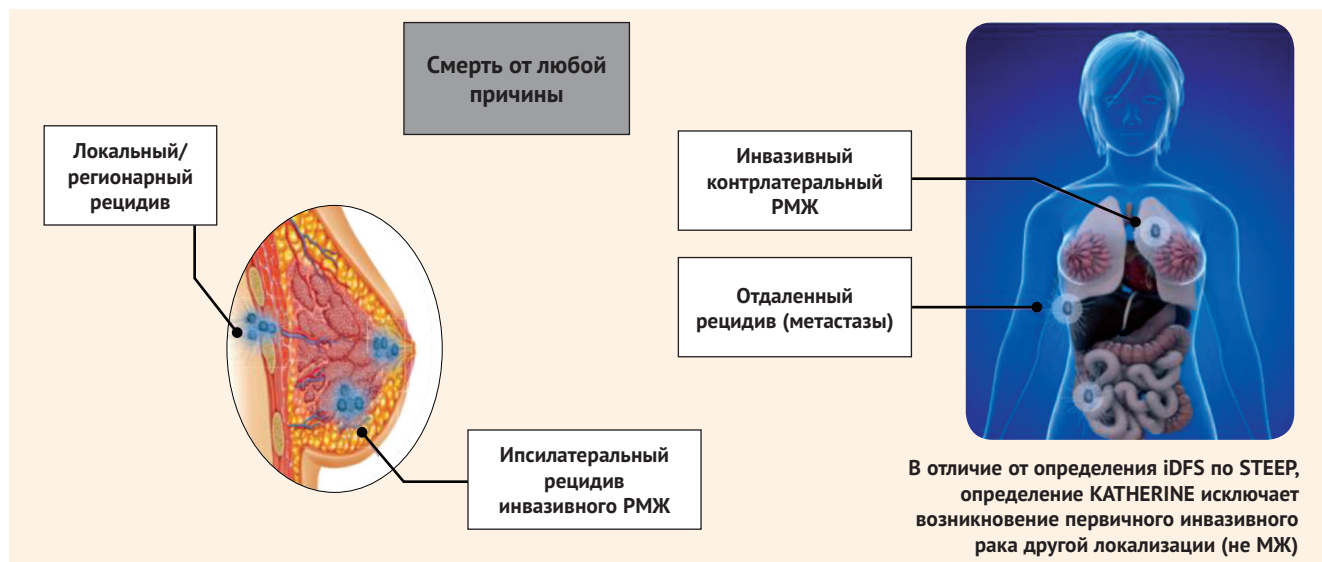 Смерть от любой
причины
Локальный/
регионарный
рецидив
Инвазивный
контрлатеральный
РМЖ
Отдаленный
рецидив (метастазы)
Ипсилатеральный
рецидив
инвазивного РМЖ
В отличие от определения iDFS по STEEP,
определение KATHERINE исключает
возникновение первичного инвазивного
рака другой локализации (не МЖ)